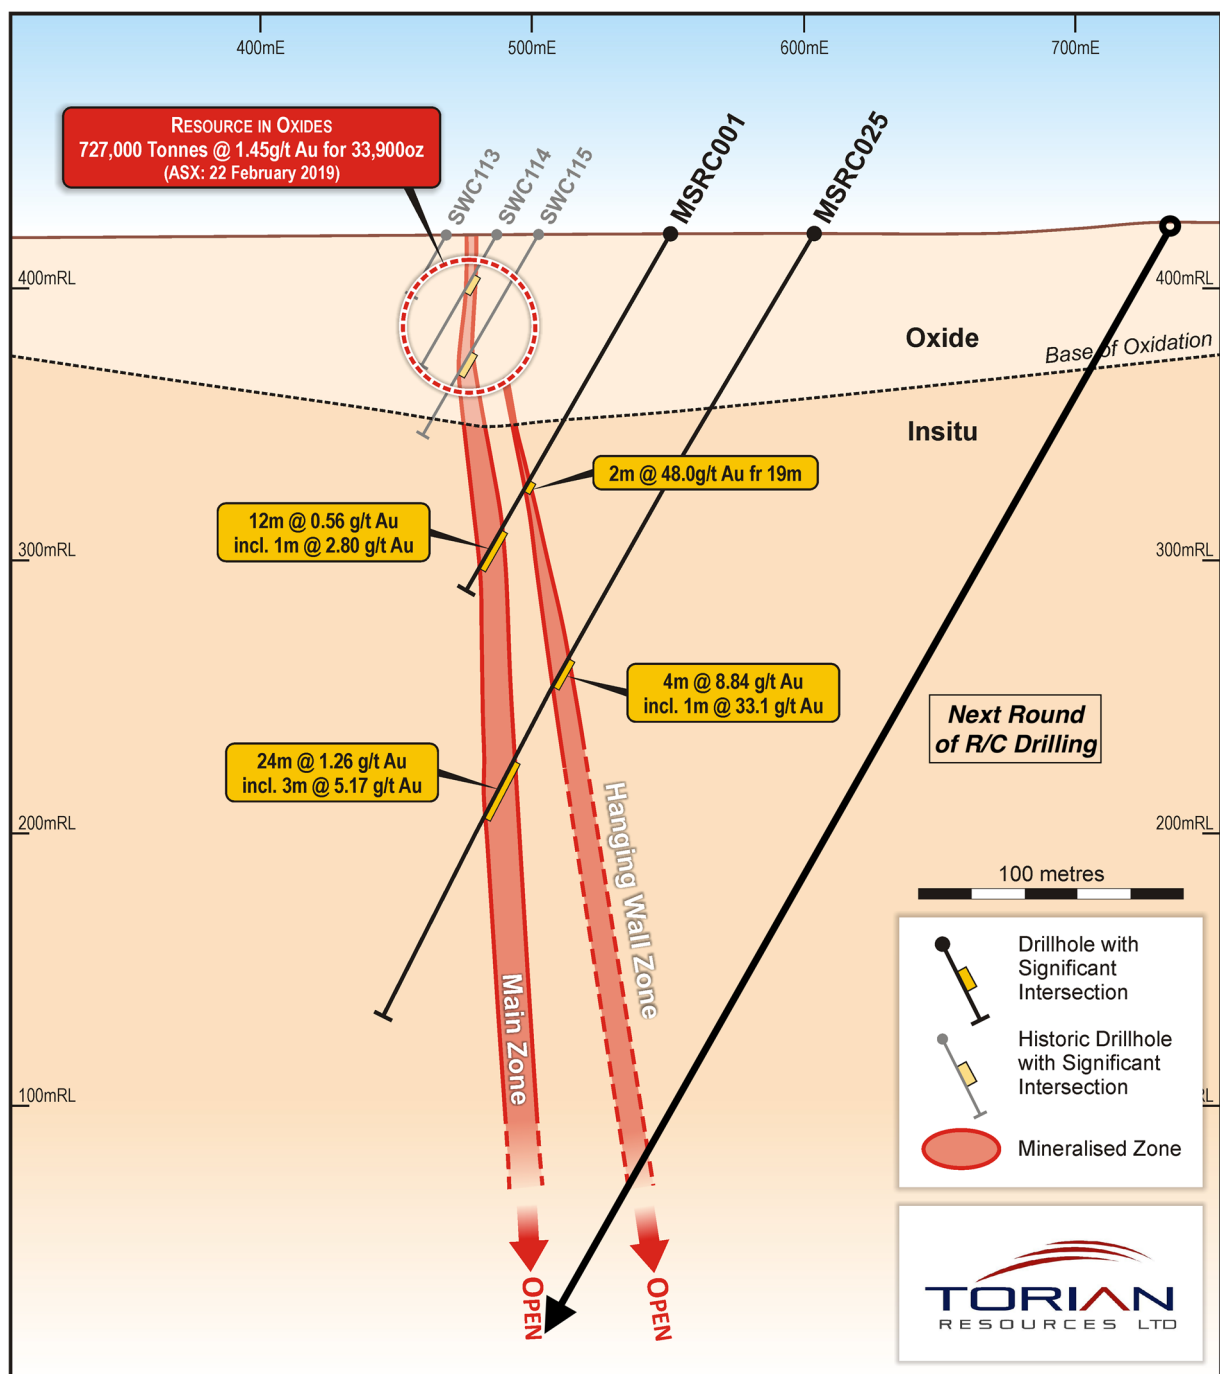 400mE
500mE
600mE
700mE
RESOURCE IN OXIDES
727,000 Tonnes @ 1.45g/t Au for 33,900oz
(ASX: 22 February 2019)
SWC113
SWC114
SWC115
MSRC001
MSRC025
400mRL
400mRL
Oxide
Base of Oxidation
Insitu
2m @ 48.0g/t Au fr 19m
12m @ 0.56 g/t Au
incl. 1m @ 2.80 g/t Au
300mRL
300mRL
4m @ 8.84 g/t Au
incl. 1m @ 33.1 g/t Au
Next Round
of R/C Drilling
24m @ 1.26 g/t Au
incl. 3m @ 5.17 g/t Au
200mRL
200mRL
Hanging Wall Zone
Main Zone
100 metres
Drillhole with
Significant
Intersection
Historic Drillhole
with Significant
Intersection
100mRL
Mineralised Zone
OPEN
OPEN
TORIAN
RESOURCES LTD